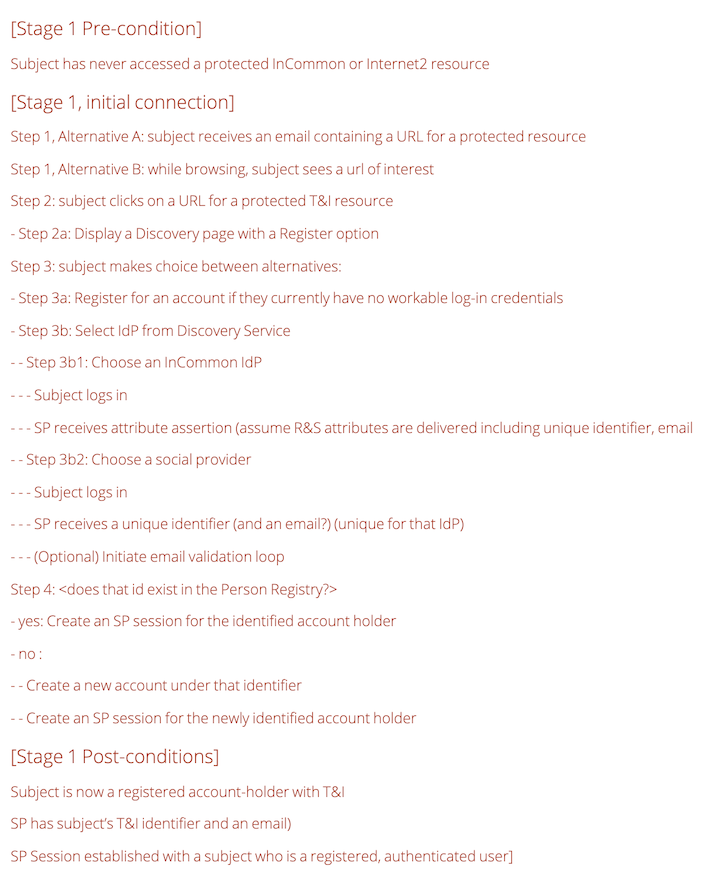 [Stage 1 Pre-condition]
Subject has never accessed a protected InCommon or Internet2 resource
[Stage 1, initial connection]
Step 1, Alternative A: subject receives an email containing a URL for a protected resource
Step 1, Alternative B: while browsing, subject sees a url of interest
Step 2: subject clicks on a URL for a protected T&I resource
- Step 2a: Display a Discovery page with a Register option
Step 3: subject makes choice between alternatives:
- Step 3a: Register for an account if they currently have no workable log-in credentials
- Step 3b: Select IdP from Discovery Service
- - Step 3b1: Choose an InCommon IdP
- - - Subject logs in
- - - SP receives attribute assertion (assume R&S attributes are delivered including unique identifier, email
- - Step 3b2: Choose a social provider
- - - Subject logs in
- - - SP receives a unique identifier (and an email?) (unique for that IdP)
- - - (Optional) Initiate email validation loop
Step 4: <does that id exist in the Person Registry?>
- yes: Create an SP session for the identified account holder
- no :
- - Create a new account under that identifier
- - Create an SP session for the newly identified account holder
[Stage 1 Post-conditions]
Subject is now a registered account-holder with T&I
SP has subject's T&I identifier and an email)
SP Session established with a subject who is a registered, authenticated user]